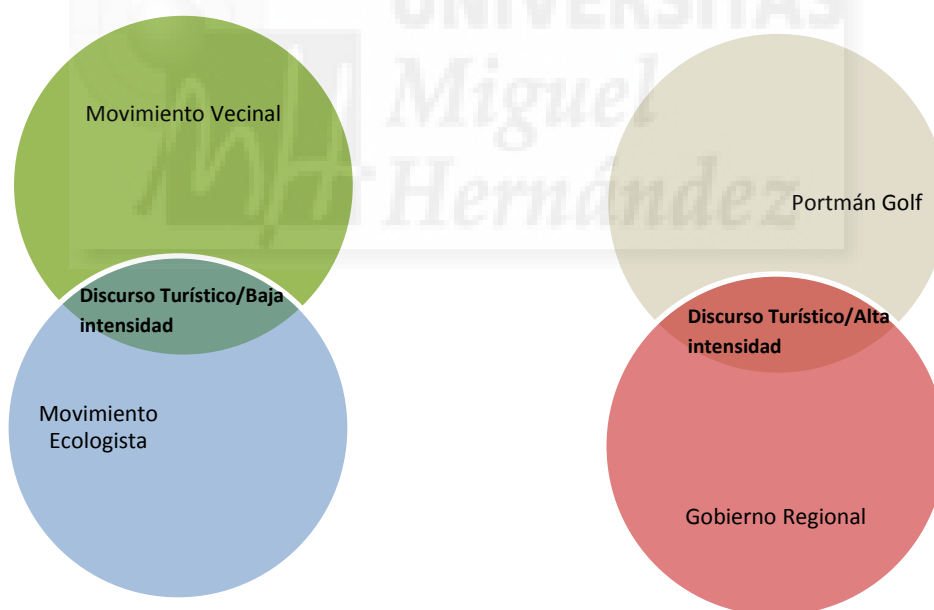 UNIVERSITAS
Miguel
Hernández
Movimiento Vecinal
Discurso Turístico/Baja
intensidad
Movimiento
Ecologista
Portmán Golf
Discurso Turístico/Alta
intensidad
Gobierno Regional